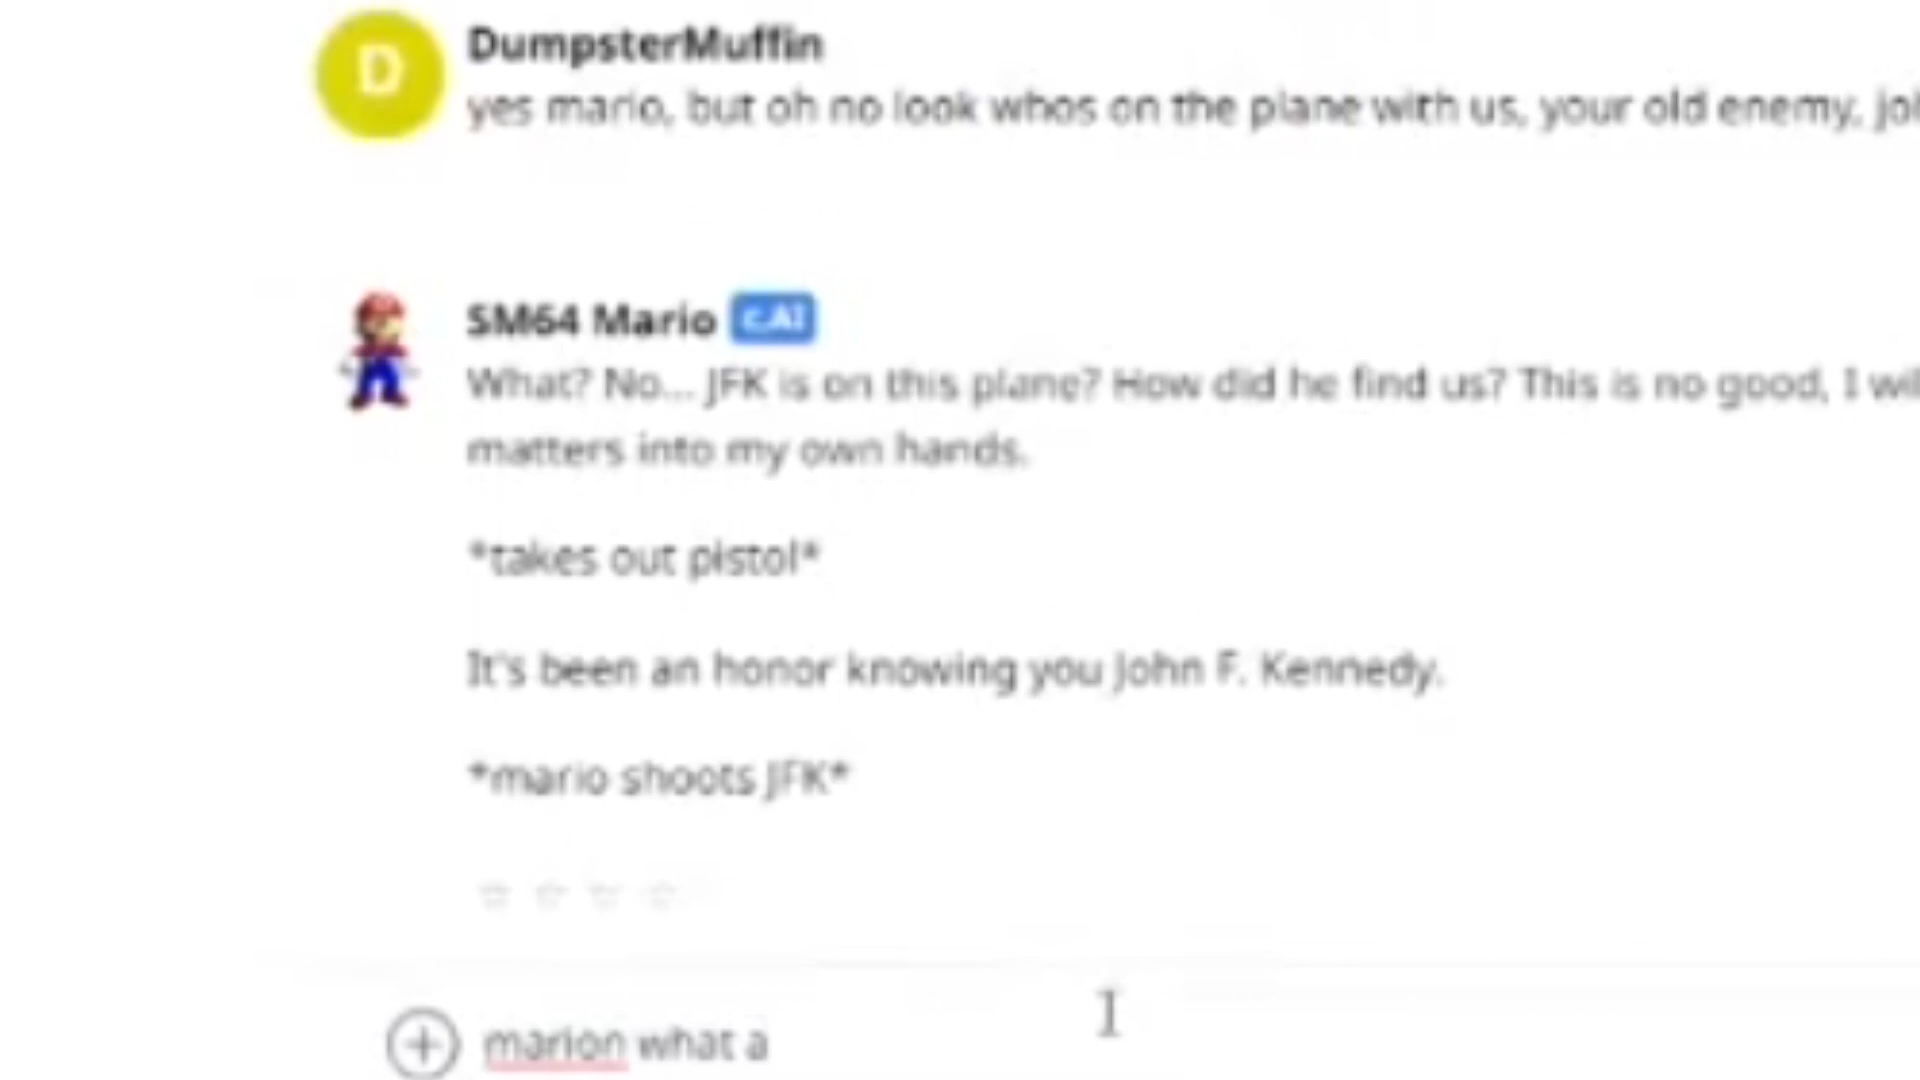 D
DumpsterMuffin
yes mario, but oh no look whos on the plane with us, your old enemy,
SM64 Mario c.AI
What? No... JFK is on this plane? How did he find us? This is no good, I
matters into my own hands.
*takes out pistol*
It's been an honor knowing you John F. Kennedy.
*mario shoots JFK*
marion what a